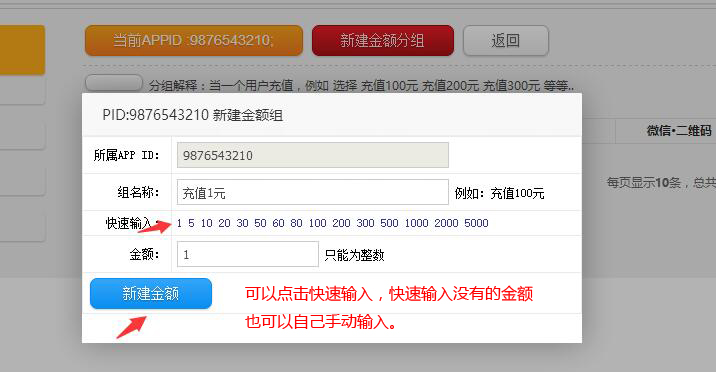 当前APPID :9876543210;
新建金额分组
返回
分组解释：当一个用户充值，例如 选择 充值100元 充值200元 充值300元 等等..
PID:9876543210 新建金额组
微信·二维码
所属APP ID: 9876543210
每页显示10条，总共
组名称: 充值1元 例如: 充值100元
快速输入: 1 5 10 20 30 50 60 80 100 200 300 500 1000 2000 5000
金额: 1 只能为整数
新建金额
可以点击快速输入，快速输入没有的金额
也可以自己手动输入。